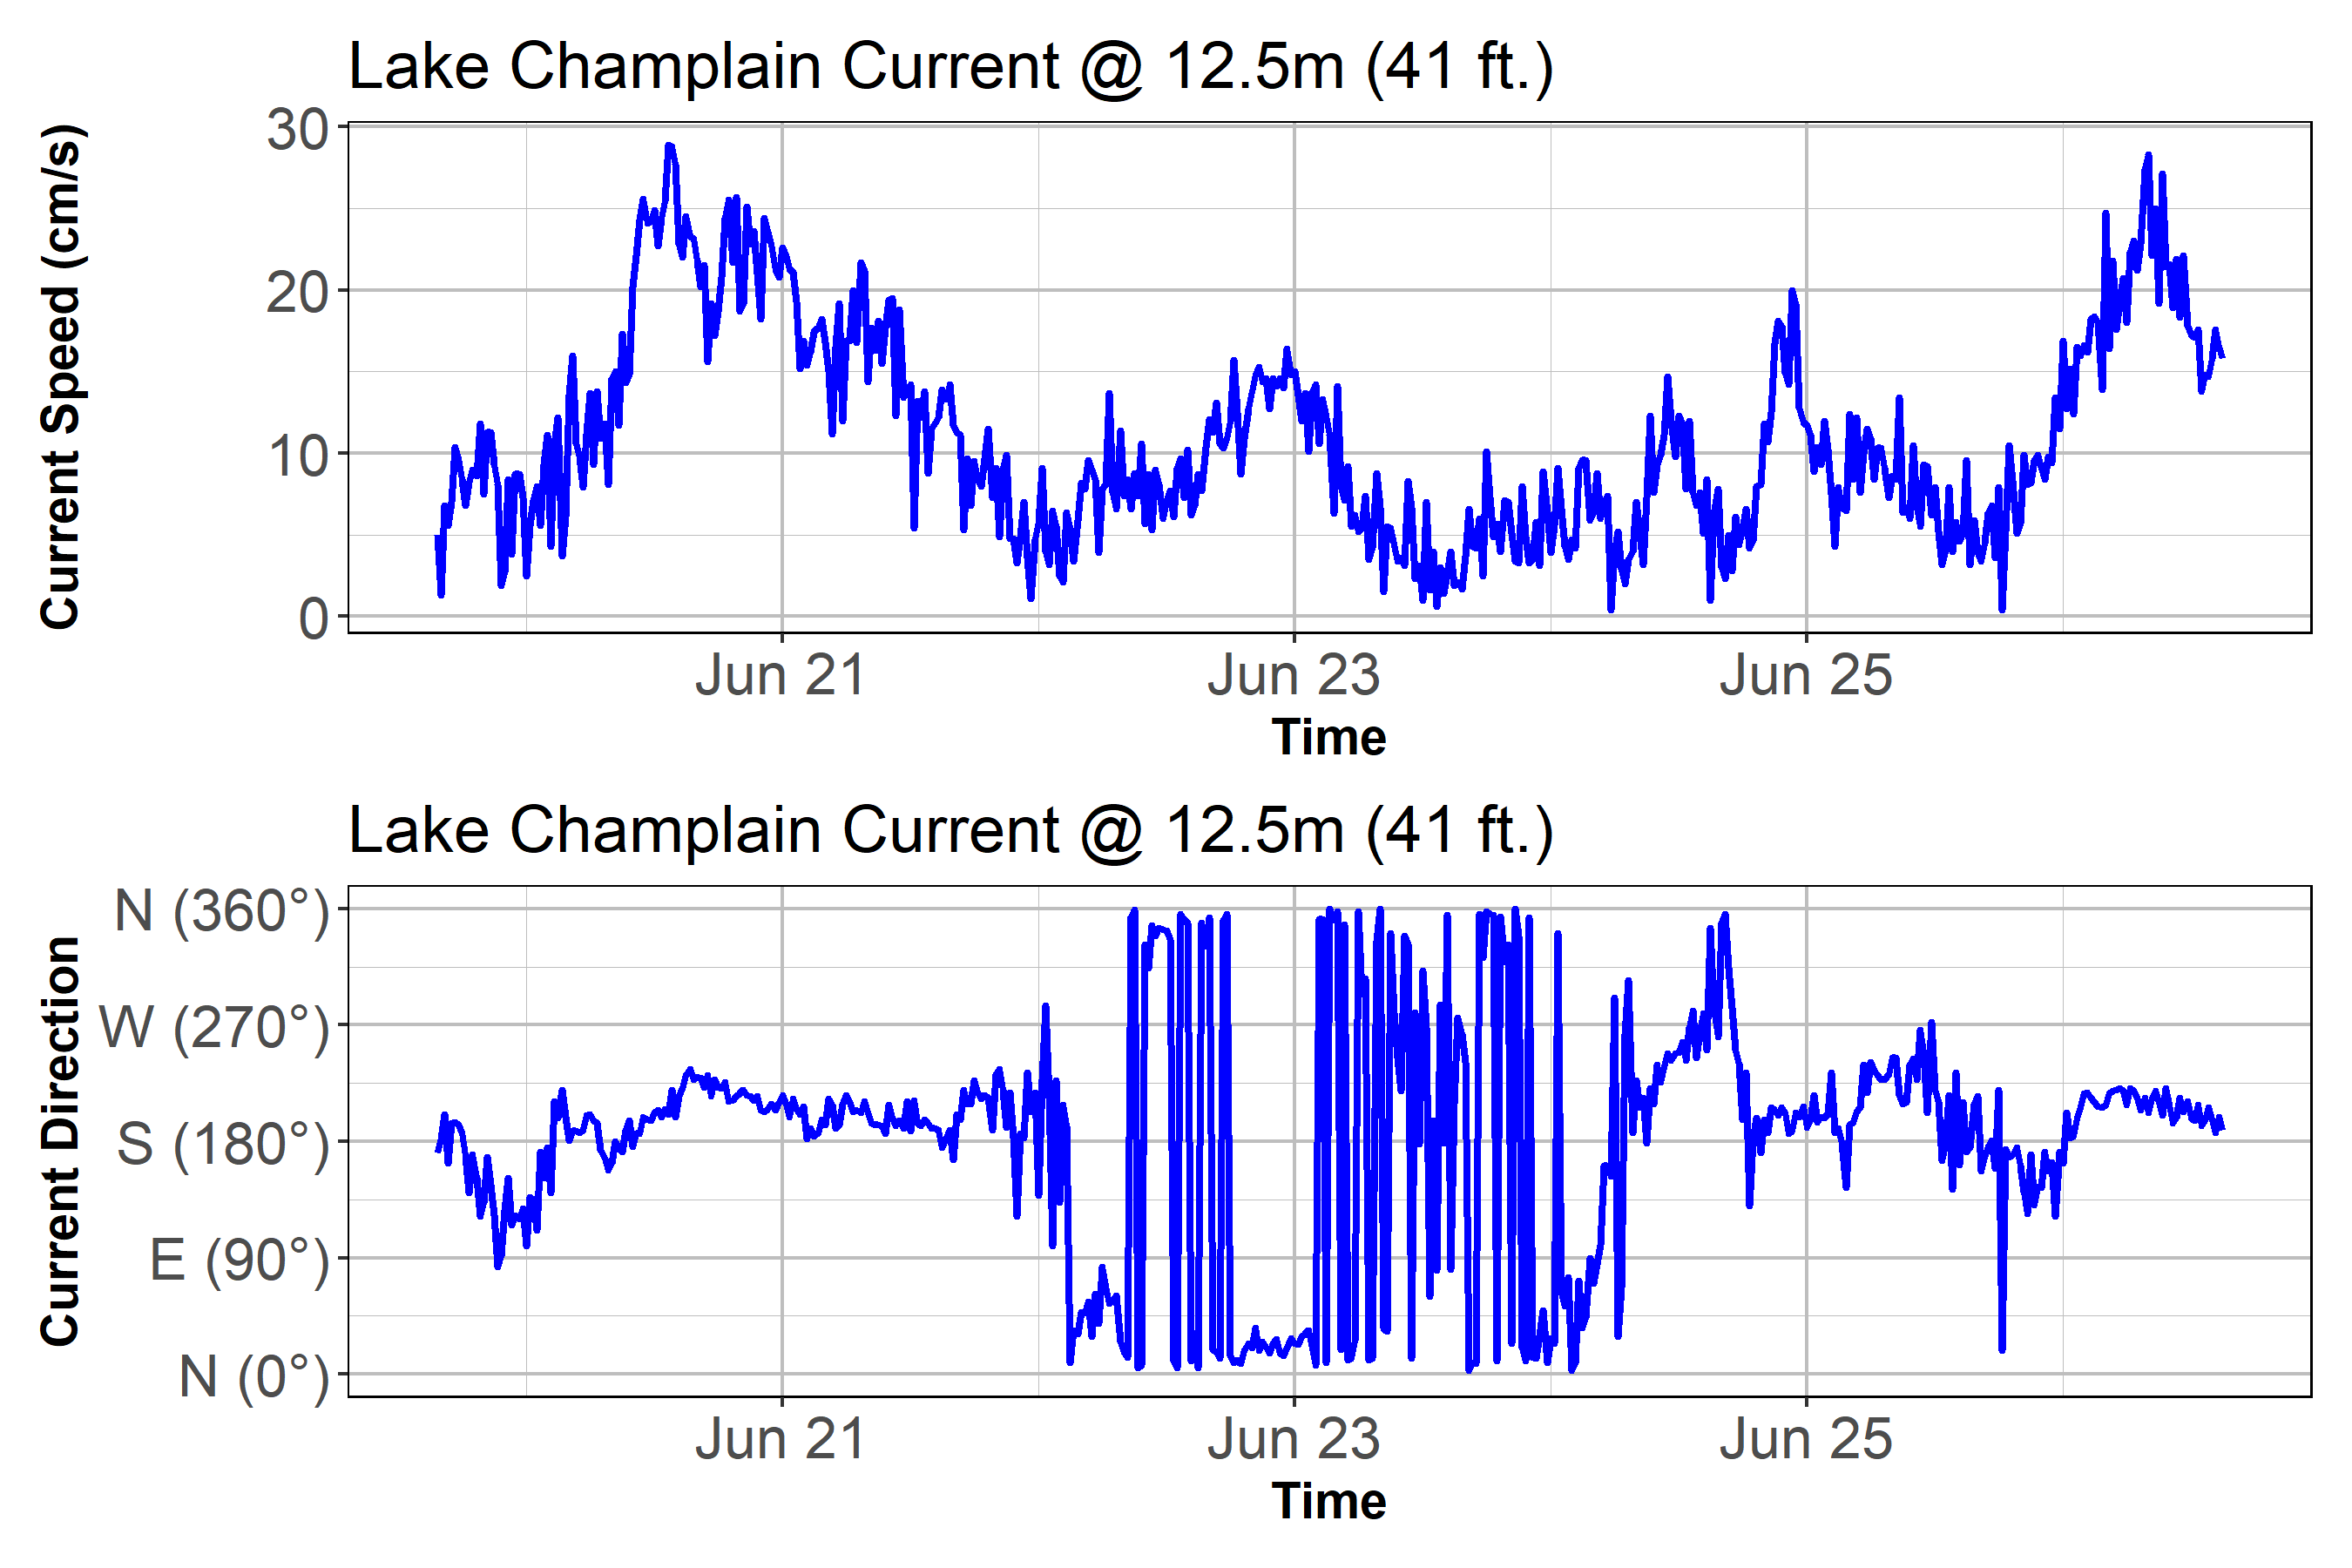 Lake Champlain Current @ 12.5m (41 ft.)
Current Speed (cm/s)
30
20
10
0
Jun 21 Jun 23 Jun 25
Time
Lake Champlain Current @ 12.5m (41 ft.)
Current Direction
N (360°)
W (270°)
S (180°)
E (90°)
N (0°)
Jun 21 Jun 23 Jun 25
Time